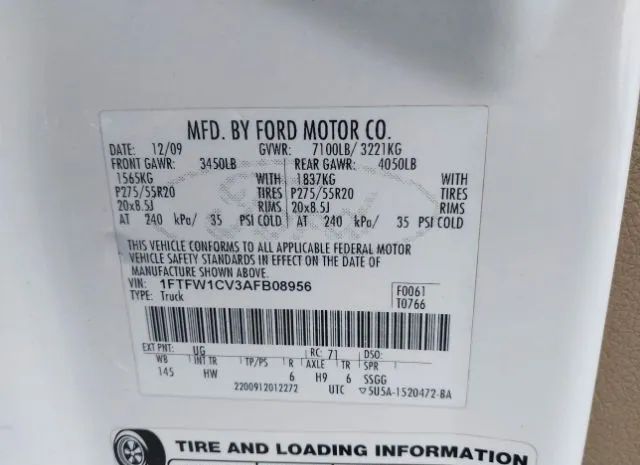 MFD. BY FORD MOTOR CO.
DATE: 12/09 GVWR: 7100LB/ 3221KG
FRONT GAWR: 3450LB REAR GAWR: 4050LB
1565KG WITH 1837KG WITH
P275/55R20 TIRES P275/55R20 TIRES
20x8.5J RIMS 20x8.5J RIMS
AT 240 kPa/ 35 PSI COLD AT 240 kPa/ 35 PSI COLD
THIS VEHICLE CONFORMS TO ALL APPLICABLE FEDERAL MOTOR
VEHICLE SAFETY STANDARDS IN EFFECT ON THE DATE OF
MANUFACTURE SHOWN ABOVE.
VIN: 1FTFW1CV3AFB08956 F0061
TYPE: Truck T0766
EXT PNT: UG RC: 71 DSO:
WB INT TR TP/PS R AXLE TR SPR
145 HW 6 H9 6 SSGG
2200912012272 UTC ▽5U5A-1520472-BA
TIRE AND LOADING INFORMATION